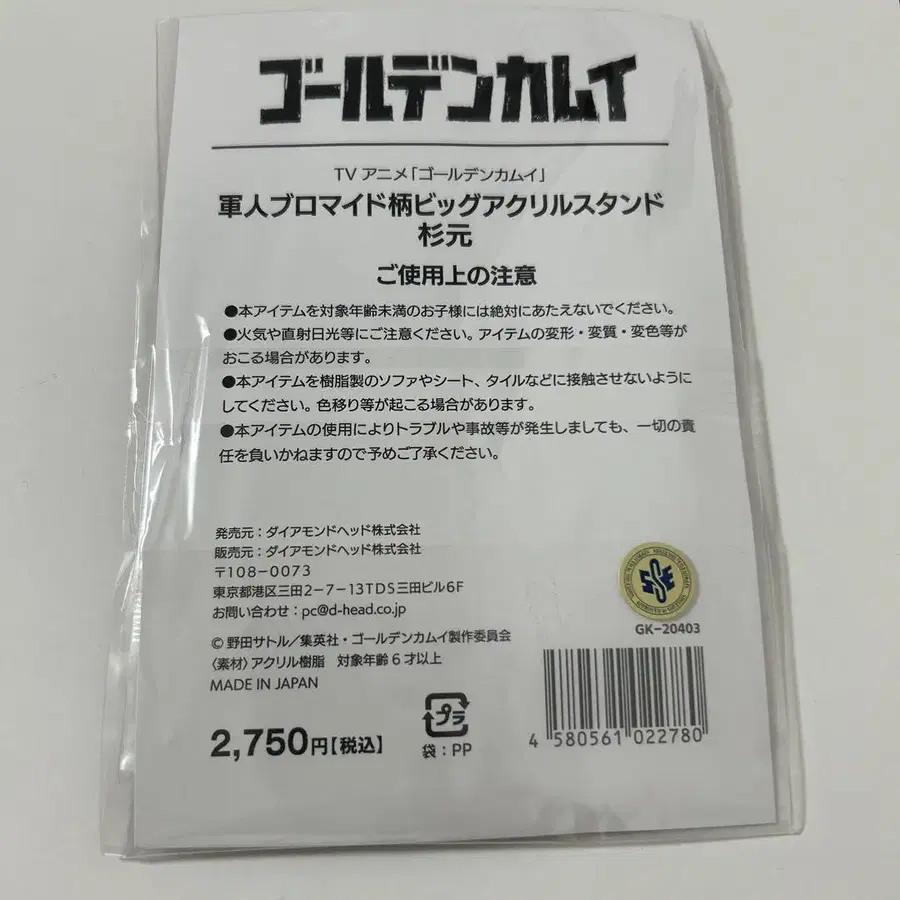 ゴールデンカムイ
TV アニメ「ゴールデンカムイ」
軍人ブロマイド柄ビッグアクリルスタンド
杉元
ご使用上の注意
●本アイテムを対象年齢未満のお子様には絶対にあたえないでください。
●火気や直射日光等にご注意ください。アイテムの変形・変質・変色等が
おこる場合があります。
●本アイテムを樹脂製のソファやシート、タイルなどに接触させないように
してください。色移り等が起こる場合があります。
●本アイテムの使用によりトラブルや事故等が発生しましても、一切の責
任を負いかねますので予めご了承ください。
発売元：ダイアモンドヘッド株式会社
販売元：ダイアモンドヘッド株式会社
〒108-0073
東京都港区三田2-7-13TDS三田ビル6F
お問い合わせ：pc@d-head.co.jp
© 野田サトル／集英社・ゴールデンカムイ製作委員会
〈素材〉アクリル樹脂　対象年齢6才以上
MADE IN JAPAN
2,750円【税込】
プラ
袋：PP
GK-20403
4 580561 022780